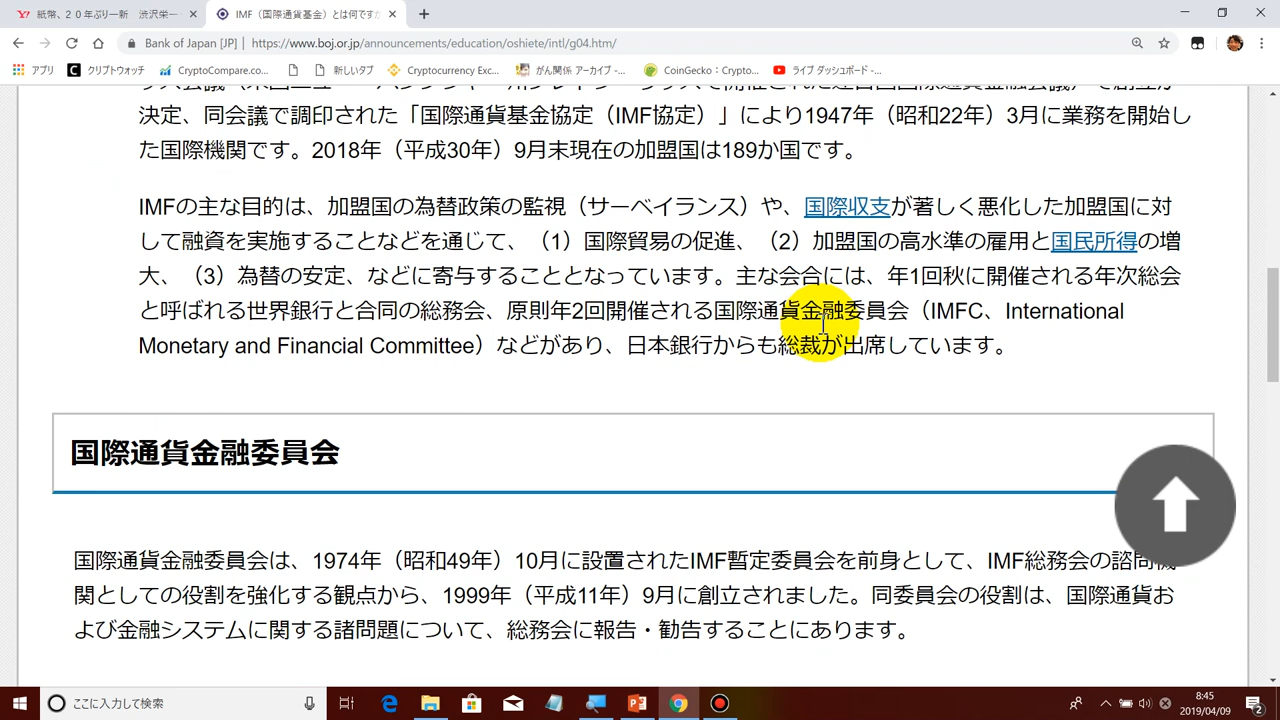 紙幣、２０年ぶり一新 渋沢栄一
IMF（国際通貨基金）とは何ですか
Bank of Japan [JP] | https://www.boj.or.jp/announcements/education/oshiete/intl/g04.htm/
アプリ クリプトウォッチ CryptoCompare.co... 新しいタブ Cryptocurrency Exc... がん関係 アーカイブ -... CoinGecko : Cryptoc... ライブ ダッシュボード -...
決定、同会議で調印された「国際通貨基金協定（IMF協定）」により1947年（昭和22年）3月に業務を開始し
た国際機関です。2018年（平成30年）9月末現在の加盟国は189か国です。
IMFの主な目的は、加盟国の為替政策の監視（サーベイランス）や、国際収支が著しく悪化した加盟国に対
して融資を実施することなどを通じて、（1）国際貿易の促進、（2）加盟国の高水準の雇用と国民所得の増
大、（3）為替の安定、などに寄与することとなっています。主な会合には、年1回秋に開催される年次総会
と呼ばれる世界銀行と合同の総務会、原則年2回開催される国際通貨金融委員会（IMFC、International
Monetary and Financial Committee）などがあり、日本銀行からも総裁が出席しています。
国際通貨金融委員会
国際通貨金融委員会は、1974年（昭和49年）10月に設置されたIMF暫定委員会を前身として、IMF総務会の諮問機
関としての役割を強化する観点から、1999年（平成11年）9月に創立されました。同委員会の役割は、国際通貨お
よび金融システムに関する諸問題について、総務会に報告・勧告することにあります。
ここに入力して検索
8:45
2019/04/09
2